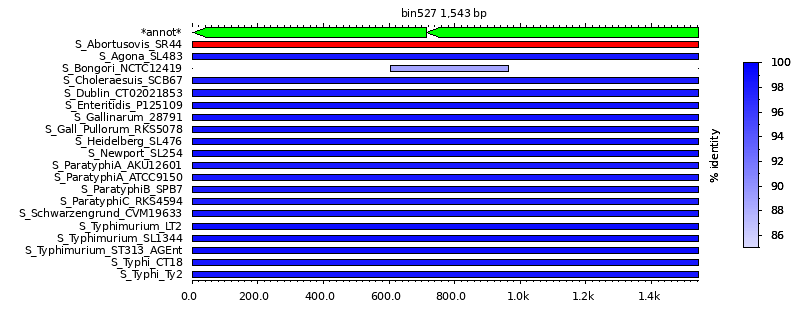 bin527 1,543 bp
*annot*
S_Abortusovis_SR44
S_Agona_SL483
S_Bongori_NCTC12419
S_Choleraesuis_SCB67
S_Dublin_CT02021853
S_Enteritidis_P125109
S_Gallinarum_28791
S_Gall_Pullorum_RKS5078
S_Heidelberg_SL476
S_Newport_SL254
S_ParatyphiA_AKU12601
S_ParatyphiA_ATCC9150
S_ParatyphiB_SPB7
S_ParatyphiC_RKS4594
S_Schwarzengrund_CVM19633
S_Typhimurium_LT2
S_Typhimurium_SL1344
S_Typhimurium_ST313_AGEnt
S_Typhi_CT18
S_Typhi_Ty2
0.0 200.0 400.0 600.0 800.0 1.0k 1.2k 1.4k
% identity
100
98
96
94
92
90
88
86